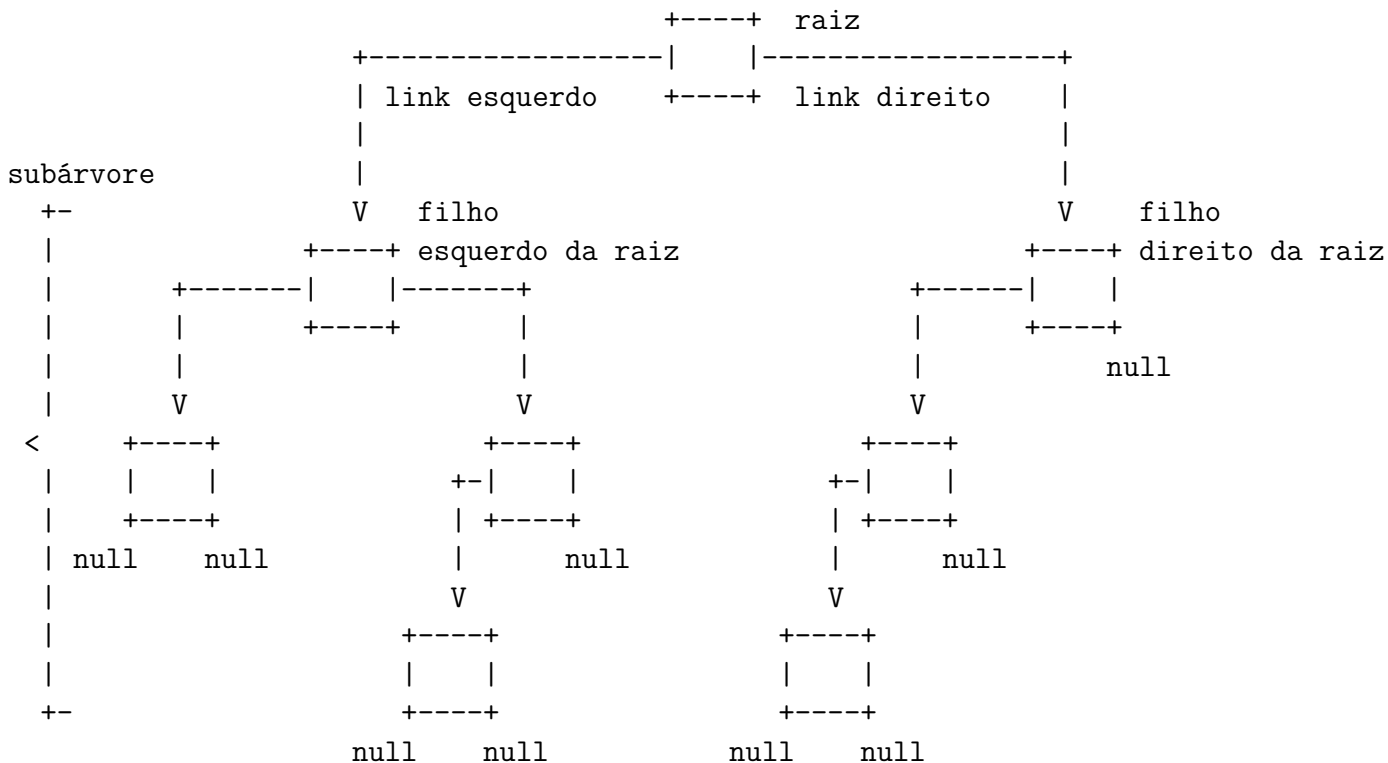 raiz
link esquerdo link direito
subárvore
filho filho
esquerdo da raiz direito da raiz
null
null null null null
null null null null